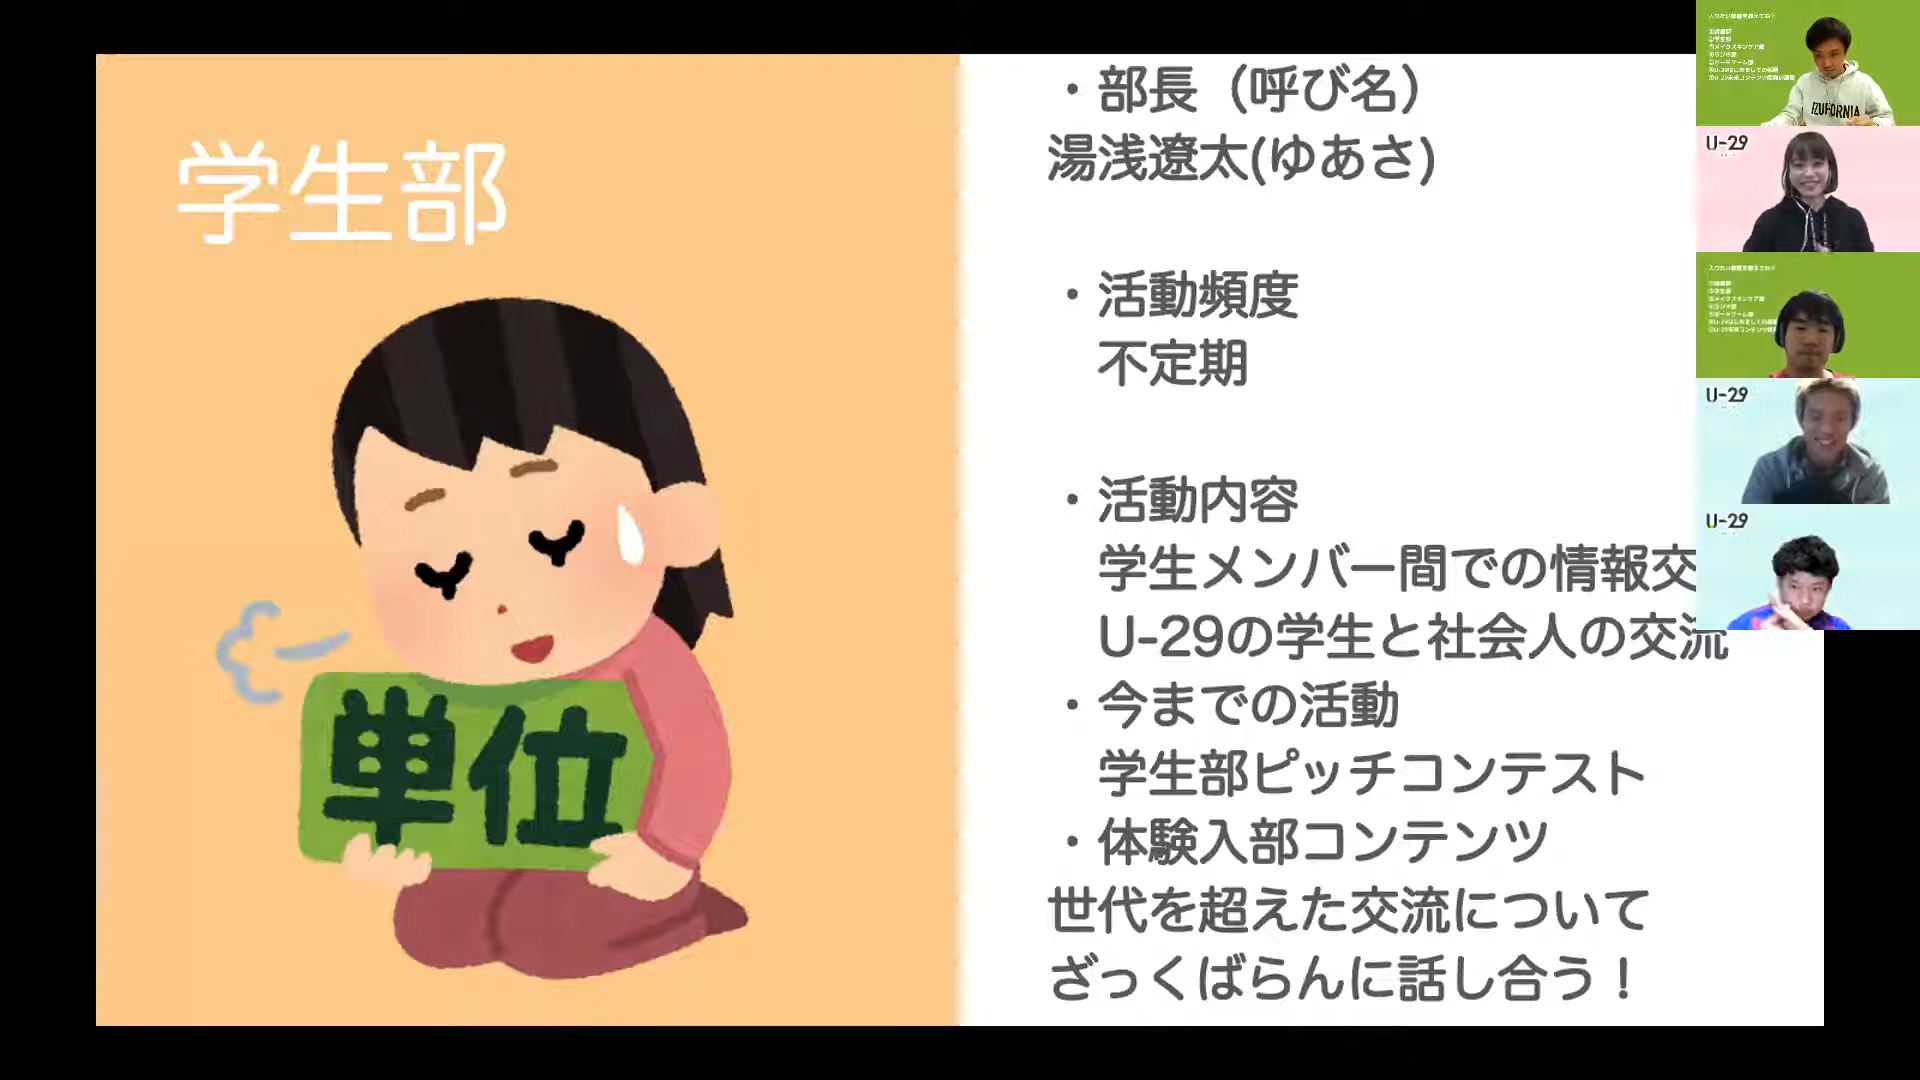 学生部
単位
・部長（呼び名）
湯浅遼太(ゆあさ)
・活動頻度
不定期
・活動内容
学生メンバー間での情報交
U-29の学生と社会人の交流
・今までの活動
学生部ピッチコンテスト
・体験入部コンテンツ
世代を超えた交流について
ざっくばらんに話し合う！
IZUFORNIA
U-29
U-29
U-29